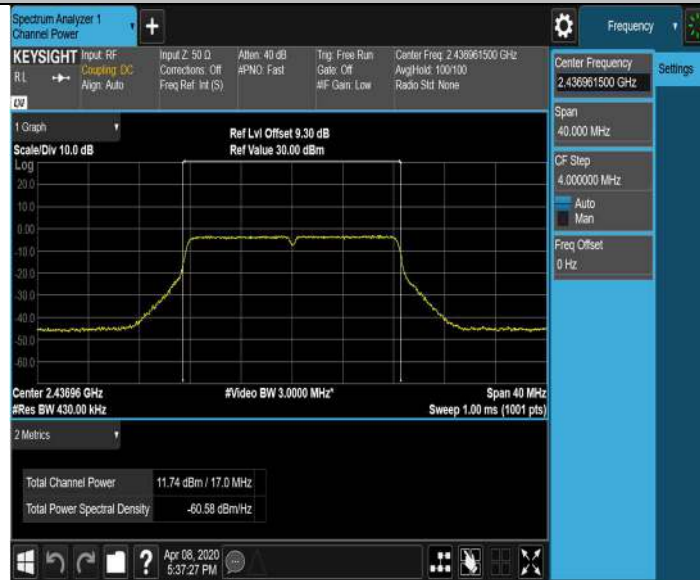 Spectrum Analyzer 1
Channel Power
+
Frequency
KEYSIGHT
RL
Input: RF
Coupling: DC
Align: Auto
Input Z: 50 Ω
Corrections: Off
Freq Ref: Int (S)
Atten: 40 dB
#PNO: Fast
Trig: Free Run
Gate: Off
#IF Gain: Low
Center Freq: 2.436961500 GHz
Avg|Hold: 100/100
Radio Std: None
Center Frequency
2.436961500 GHz
Settings
Span
40.000 MHz
CF Step
4.000000 MHz
Auto
Man
Freq Offset
0 Hz
1 Graph
Scale/Div 10.0 dB
Ref Lvl Offset 9.30 dB
Ref Value 30.00 dBm
Log
20.0
10.0
0.00
-10.0
-20.0
-30.0
-40.0
-50.0
-60.0
Center 2.43696 GHz
#Video BW 3.0000 MHz*
Span 40 MHz
#Res BW 430.00 kHz
Sweep 1.00 ms (1001 pts)
2 Metrics
Total Channel Power 11.74 dBm / 17.0 MHz
Total Power Spectral Density -60.58 dBm/Hz
?
Apr 08, 2020
5:37:27 PM